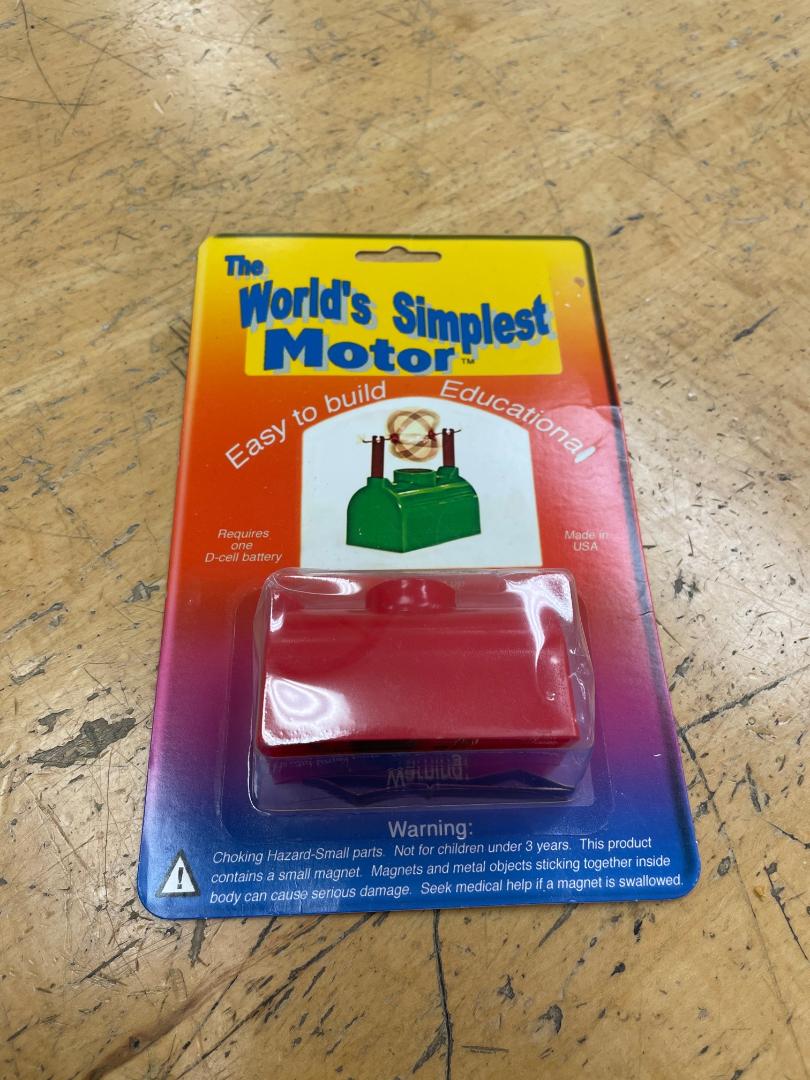 The
World's Simplest
Motor™
Easy to build Educational
Requires
one
D-cell battery
Made in
USA
Warning:
Warning:
Choking Hazard-Small parts. Not for children under 3 years. This product
contains a small magnet. Magnets and metal objects sticking together inside
body can cause serious damage. Seek medical help if a magnet is swallowed.